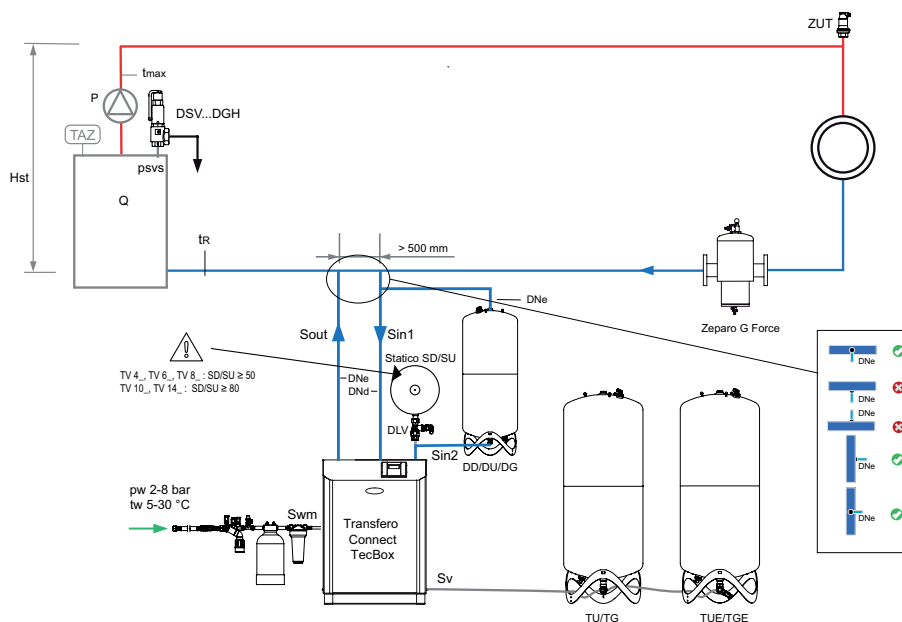 ZUT
tmax
P
DSV...DGH
TAZ
psvs
Hst
Q
tR
> 500 mm
DNe
Zeparo G Force
Sout
Sin1
Statico SD/SU
TV 4_, TV 6_, TV 8_ : SD/SU ≥ 50
TV 10_, TV 14_ : SD/SU ≥ 80
DNe
DNd
DLV
Sin2
DD/DU/DG
DNe
DNe
DNe
DNe
DNe
pw 2-8 bar
tw 5-30 °C
Swm
Transfero
Connect
TecBox
Sv
TU/TG
TUE/TGE